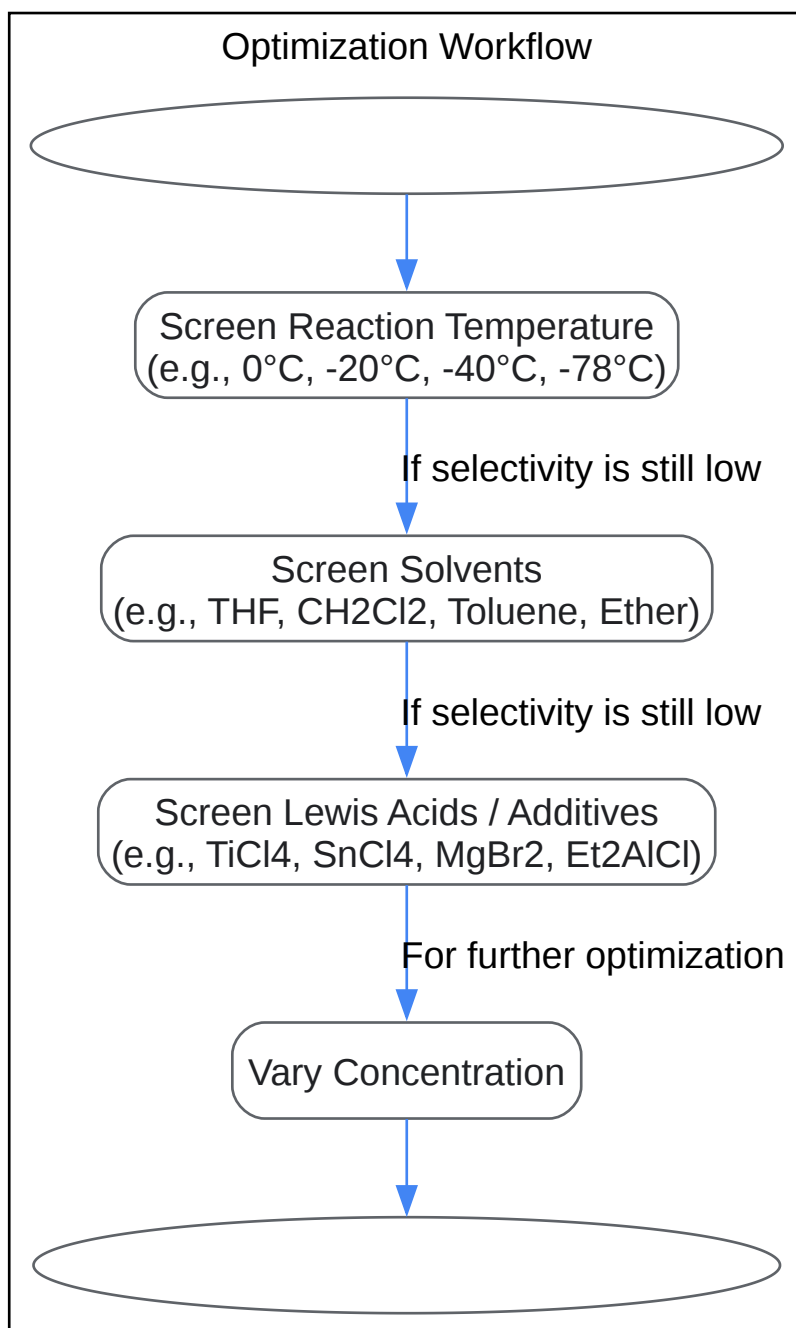 Optimization Workflow
Screen Reaction Temperature
(e.g., 0°C, -20°C, -40°C, -78°C)
If selectivity is still low
Screen Solvents
(e.g., THF, CH2Cl2, Toluene, Ether)
If selectivity is still low
Screen Lewis Acids / Additives
(e.g., TiCl4, SnCl4, MgBr2, Et2AlCl)
For further optimization
Vary Concentration